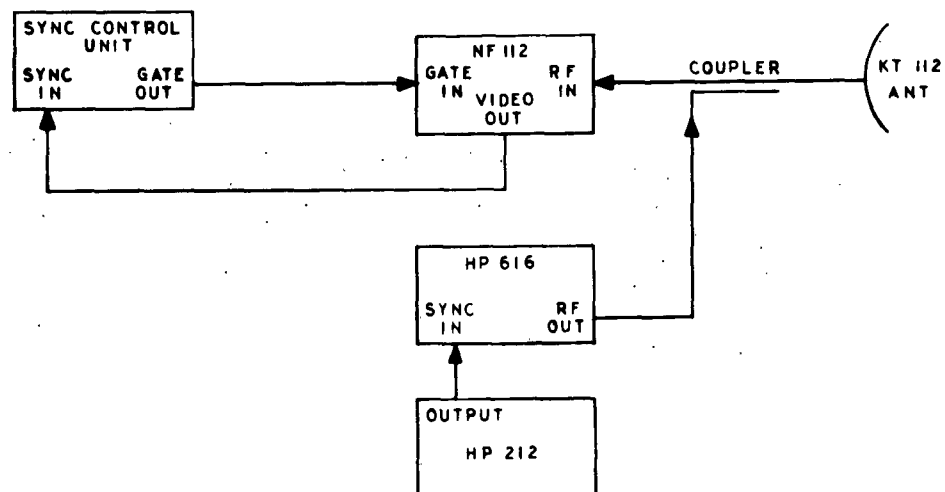 SYNC CONTROL
UNIT
SYNC
IN
GATE
OUT
NF 112
GATE
IN
RF
IN
VIDEO
OUT
COUPLER
KT 112
ANT
HP 616
SYNC
IN
RF
OUT
OUTPUT
HP 212